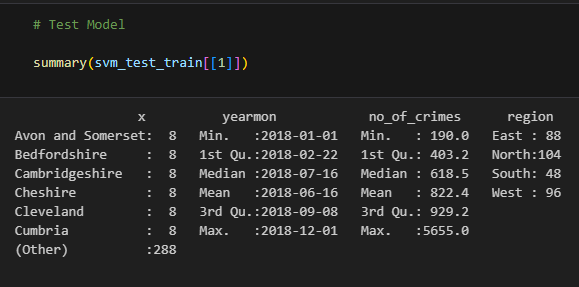 # Test Model
summary(svm_test_train[[1]])
x yearmon no_of_crimes region
Avon and Somerset: 8 Min. :2018-01-01 Min. : 190.0 East : 88
Bedfordshire : 8 1st Qu.:2018-02-22 1st Qu.: 403.2 North:104
Cambridgeshire : 8 Median :2018-07-16 Median : 618.5 South: 48
Cheshire : 8 Mean :2018-06-16 Mean : 822.4 West : 96
Cleveland : 8 3rd Qu.:2018-09-08 3rd Qu.: 929.2
Cumbria : 8 Max. :2018-12-01 Max. :5655.0
(Other) :288